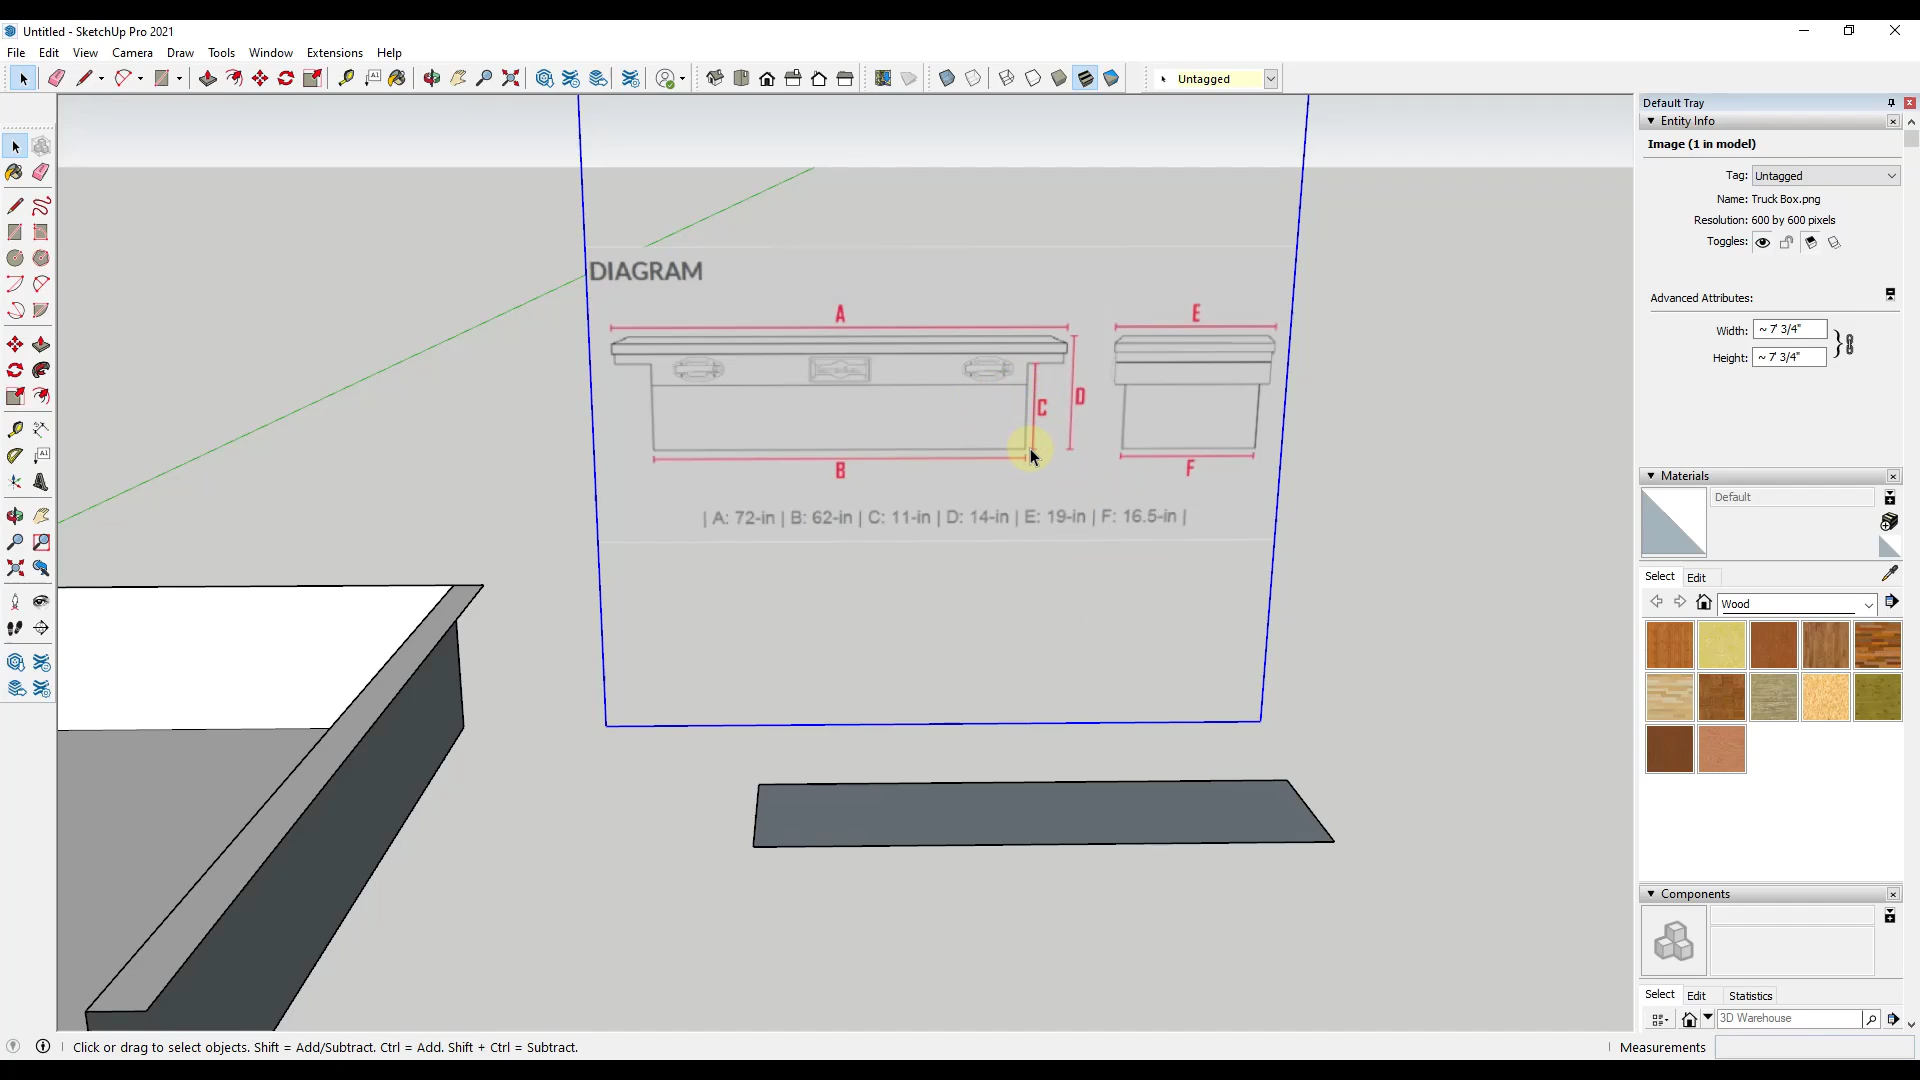 Untitled - SketchUp Pro 2021
File Edit View Camera Draw Tools Window Extensions Help
Untagged
Default Tray
Entity Info
Image (1 in model)
Tag: Untagged
Name: Truck Box.png
Resolution: 600 by 600 pixels
Toggles:
Advanced Attributes:
Width: ~ 7' 3/4"
Height: ~ 7' 3/4"
DIAGRAM
A
E
C
D
B
F
| A: 72-in | B: 62-in | C: 11-in | D: 14-in | E: 19-in | F: 16.5-in |
Materials
Default
Select Edit
Wood
Components
Select Edit Statistics
3D Warehouse
Click or drag to select objects. Shift = Add/Subtract. Ctrl = Add. Shift + Ctrl = Subtract.
Measurements